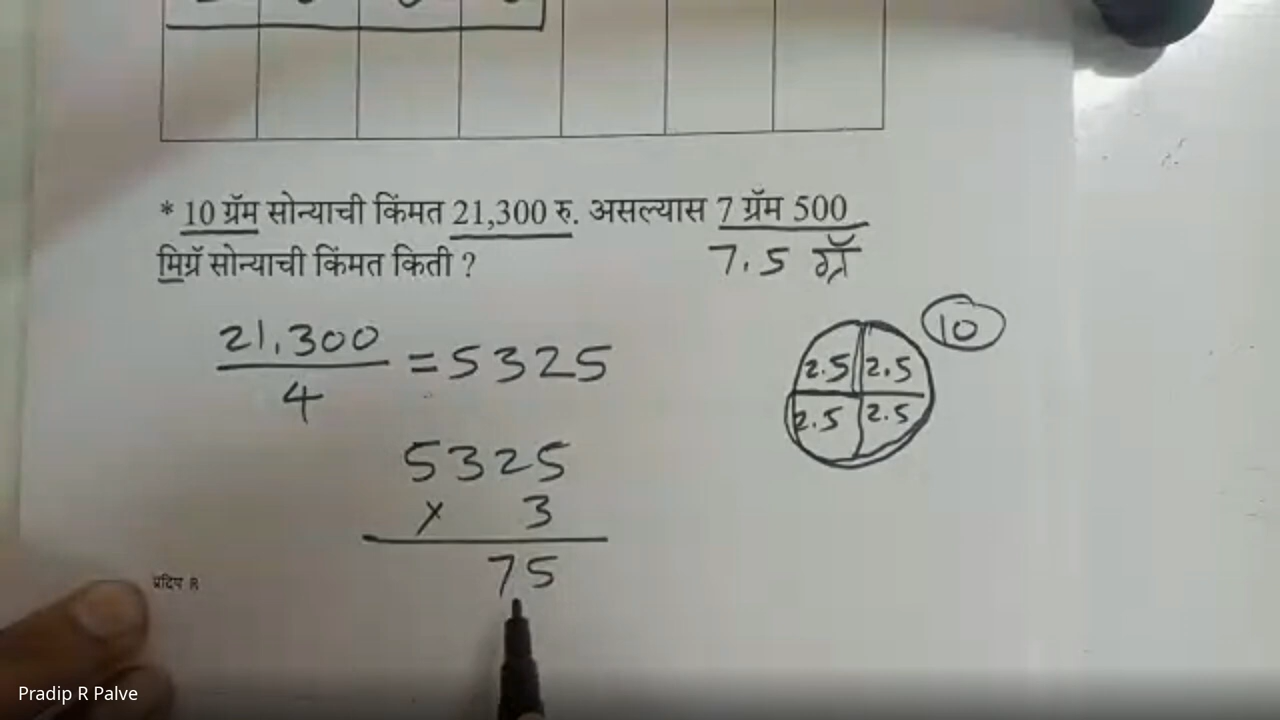 * 10 ग्रॅम सोन्याची किंमत 21,300 रु. असल्यास 7 ग्रॅम 500
मिग्रॅ सोन्याची किंमत किती ?
7.5 ग्रॅ
21,300
4
= 5325
10
2.5 2.5
2.5 2.5
5325
x 3
75
प्रदिप R
Pradip R Palve